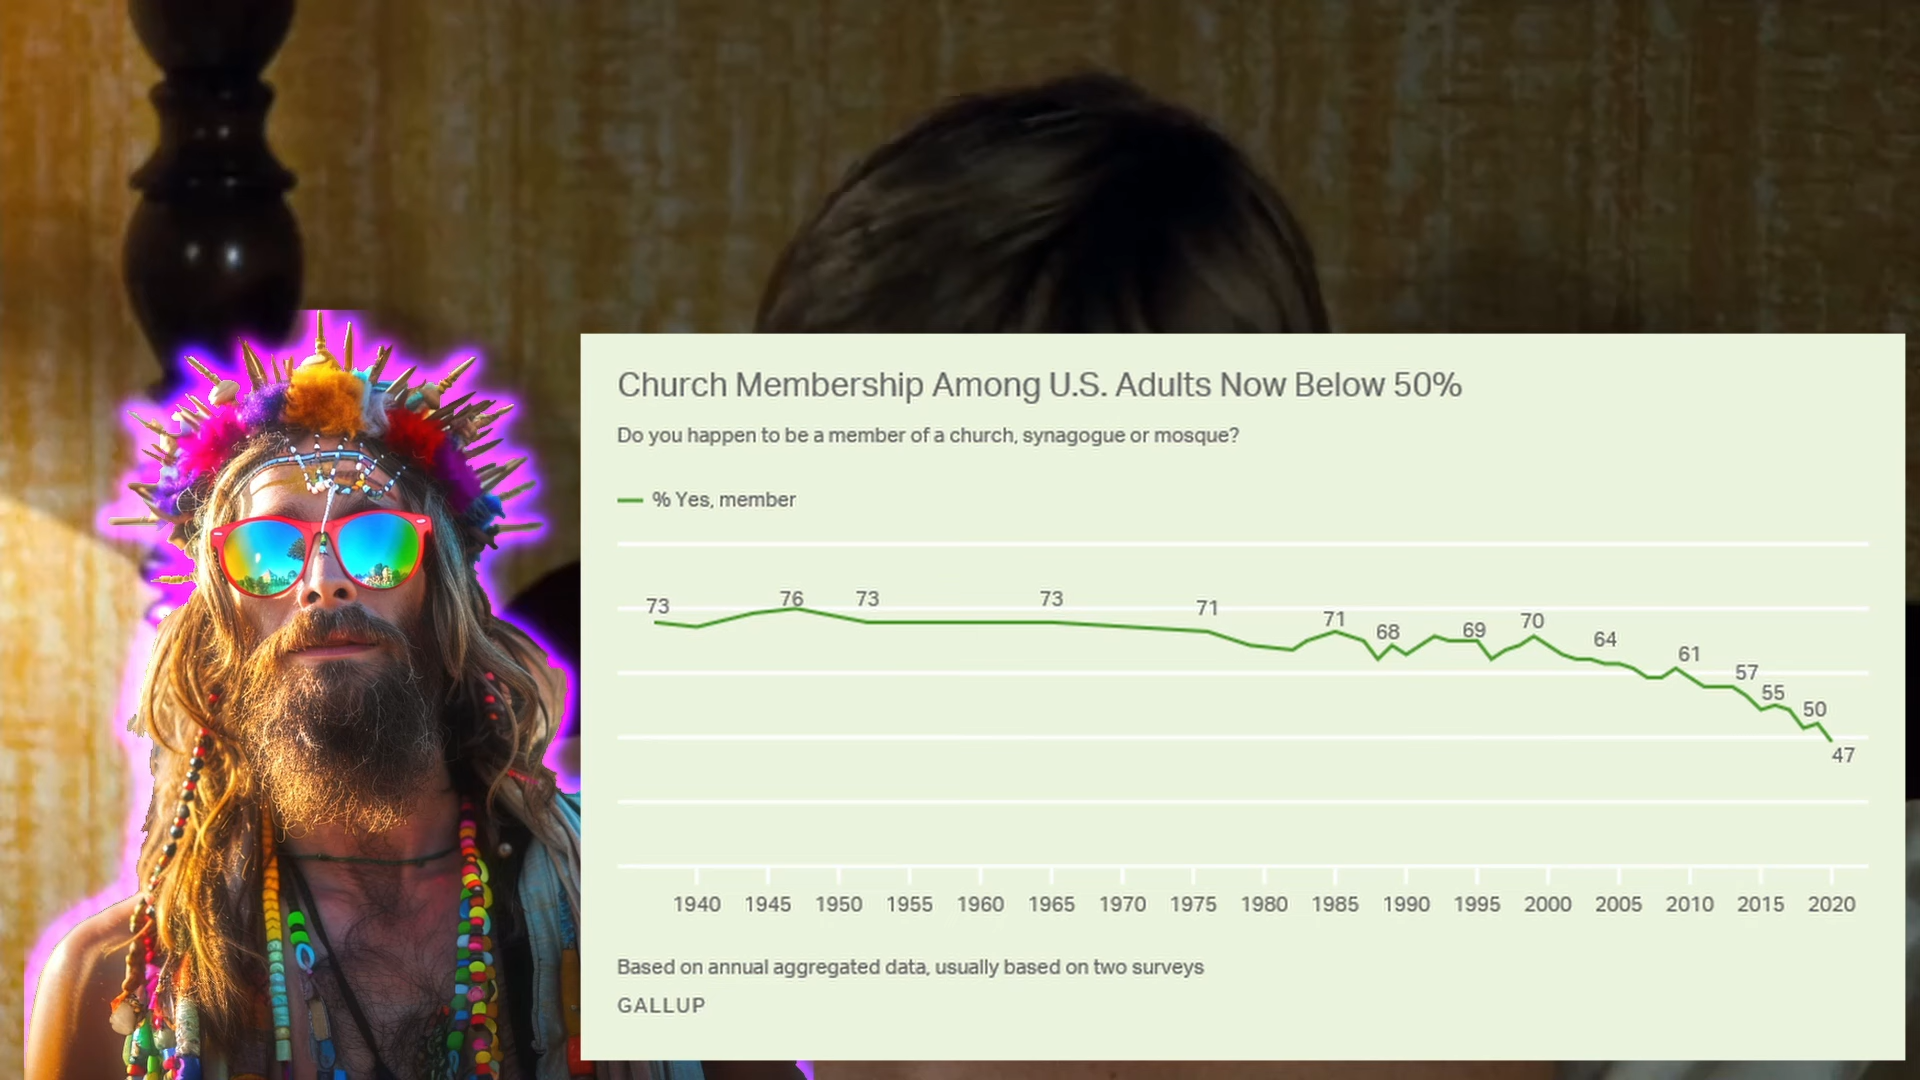 Church Membership Among U.S. Adults Now Below 50%
Do you happen to be a member of a church, synagogue or mosque?
% Yes, member
73 76 73 73 71 71 68 69 70 64 61 57 55 50 47
1940 1945 1950 1955 1960 1965 1970 1975 1980 1985 1990 1995 2000 2005 2010 2015 2020
Based on annual aggregated data, usually based on two surveys
GALLUP